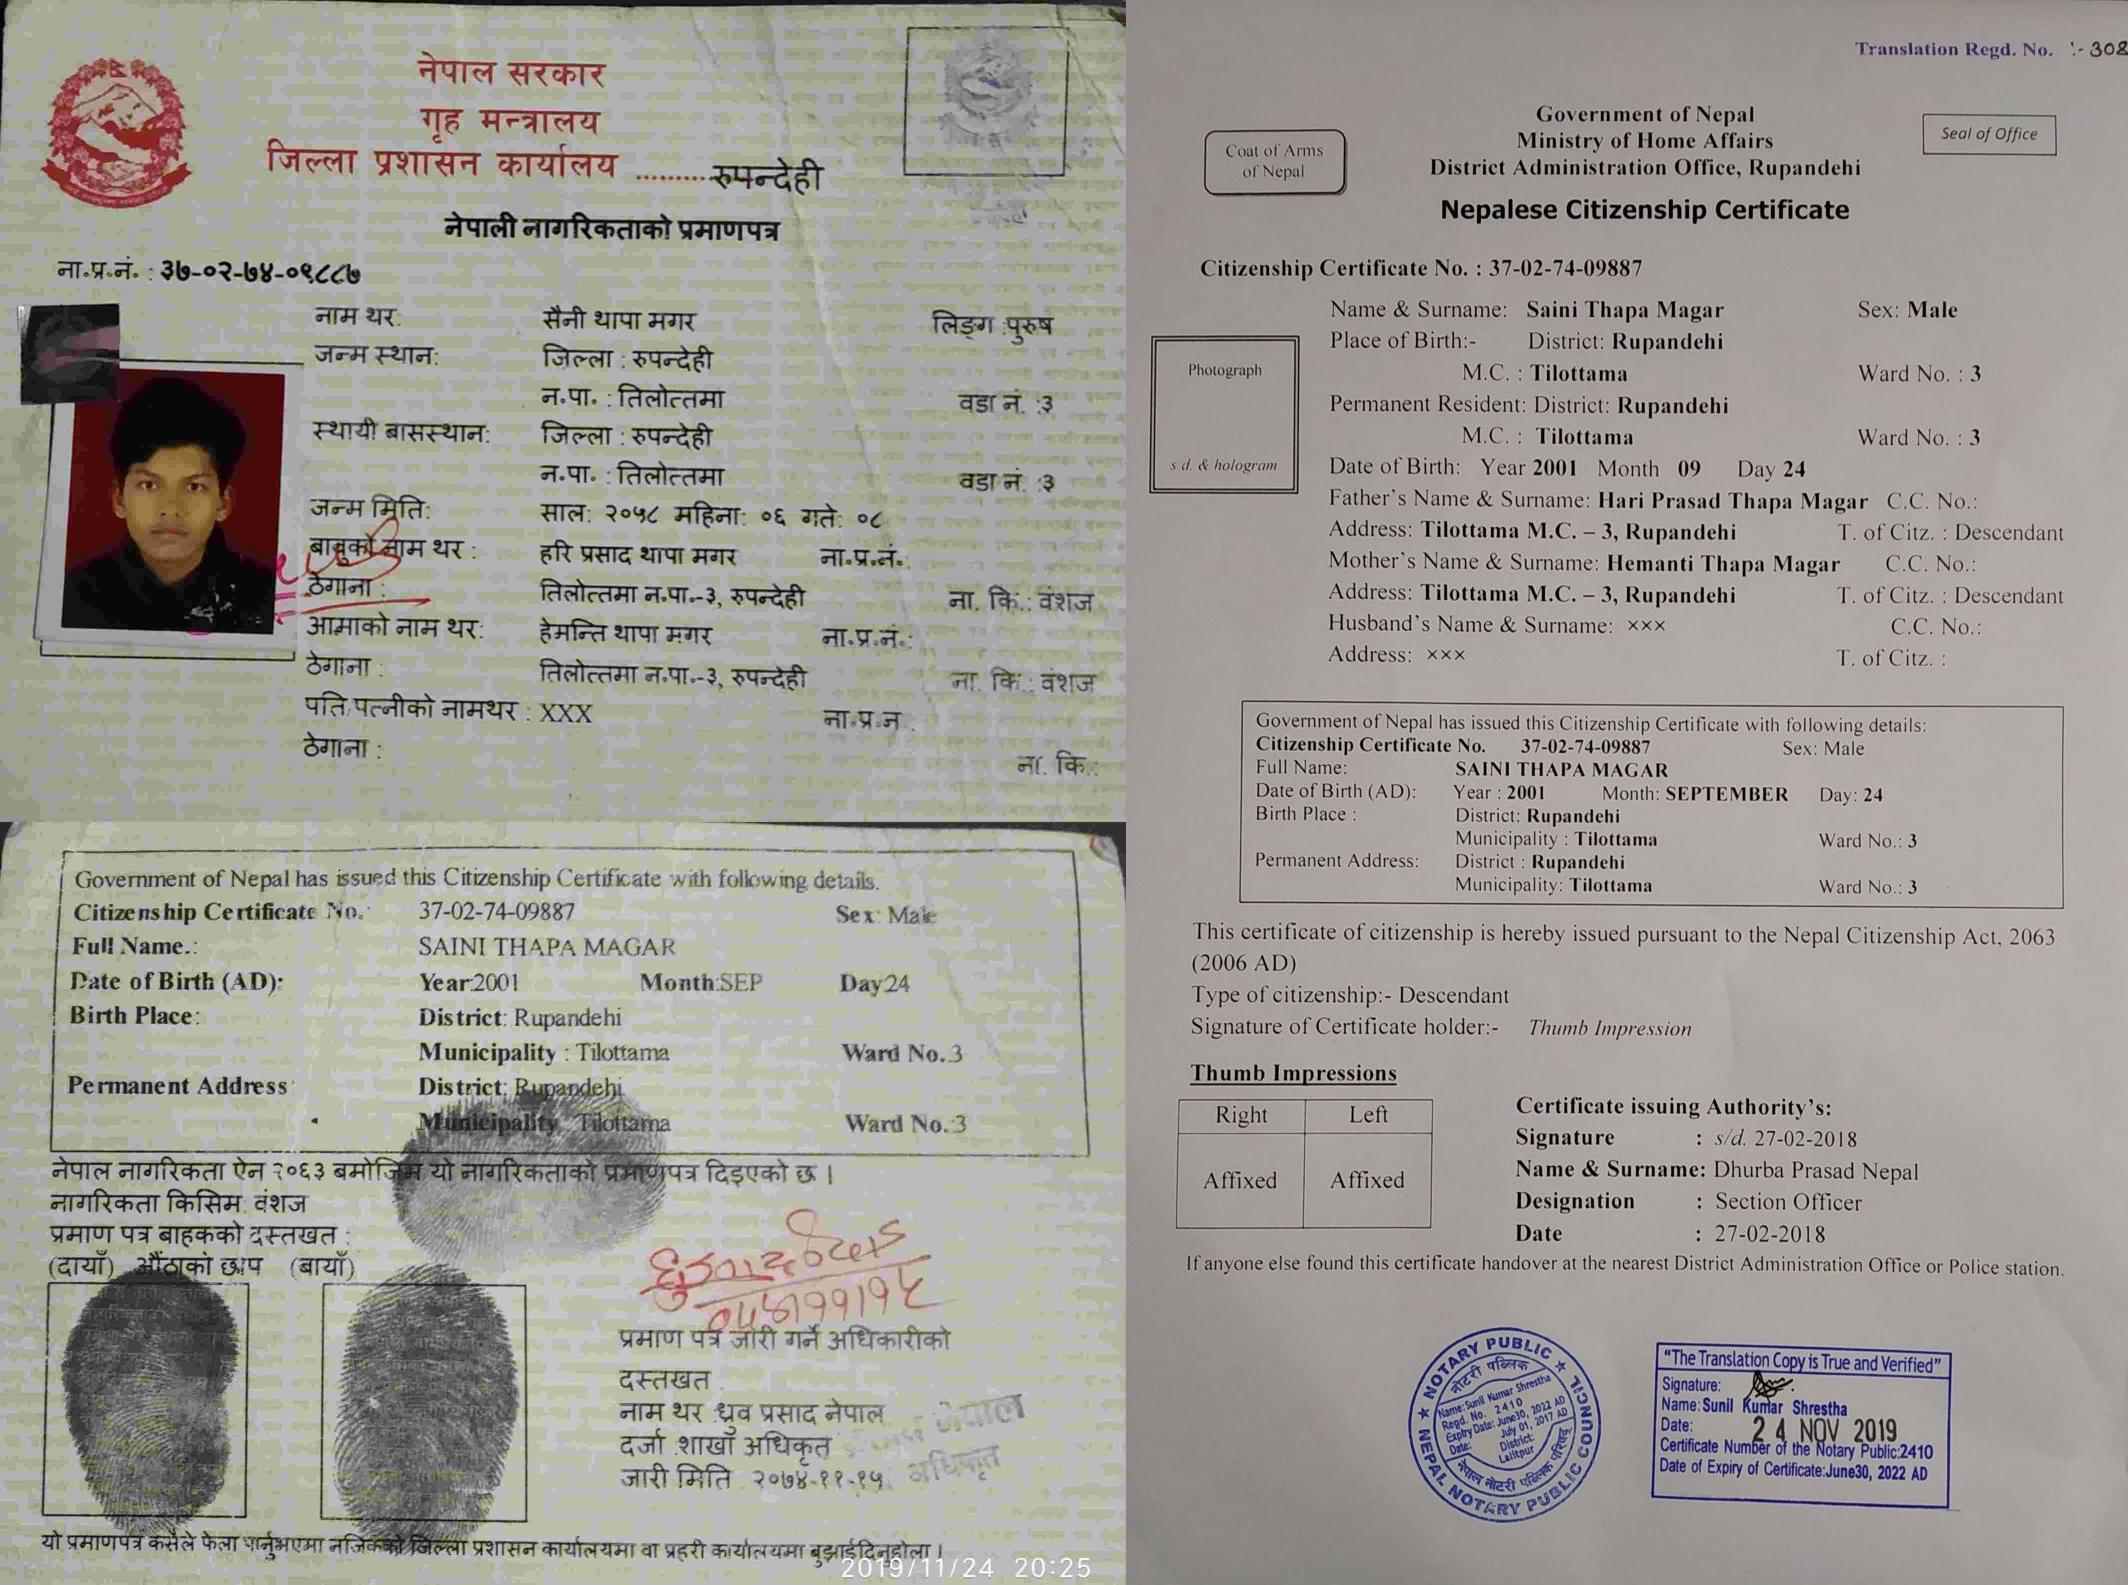 नेपाल सरकार
गृह मन्त्रालय
जिल्ला प्रशासन कार्यालय ......... रुपन्देही
नेपाली नागरिकताको प्रमाणपत्र
ना.प्र.नं. : ३७-०२-७४-०९८८७
नाम थर: सैनी थापा मगर लिङ्ग :पुरुष
जन्म स्थान: जिल्ला : रुपन्देही
न.पा. : तिलोत्तमा वडा नं. :३
स्थायी बासस्थान: जिल्ला : रुपन्देही
न.पा. : तिलोत्तमा वडा नं. :३
जन्म मिति: साल: २०५८ महिना: ०६ गते: ०८
बाबुको नाम थर : हरि प्रसाद थापा मगर ना.प्र.नं.:
ठेगाना : तिलोत्तमा न.पा.-३, रुपन्देही ना. कि.: वंशज
आमाको नाम थर: हेमन्ति थापा मगर ना.प्र.नं.:
ठेगाना : तिलोत्तमा न.पा.-३, रुपन्देही ना. कि.: वंशज
पति/पत्नीको नामथर : XXX ना.प्र.नं.:
ठेगाना : ना. कि.:
Government of Nepal has issued this Citizenship Certificate with following details.
Citizenship Certificate No.: 37-02-74-09887 Sex: Male
Full Name.: SAINI THAPA MAGAR
Date of Birth (AD): Year:2001 Month:SEP Day:24
Birth Place: District: Rupandehi
Municipality : Tilottama Ward No.:3
Permanent Address: District: Rupandehi
Municipality: Tilottama Ward No.:3
नेपाल नागरिकता ऐन २०६३ बमोजिम यो नागरिकताको प्रमाणपत्र दिइएको छ ।
नागरिकता किसिम: वंशज
प्रमाण पत्र बाहकको दस्तखत :
(दायाँ) औंठाको छाप (बायाँ)
प्रमाण पत्र जारी गर्ने अधिकारीको
दस्तखत
नाम थर :ध्रुव प्रसाद नेपाल
नेपाल
दर्जा :शाखा अधिकृत
अधिकृत
जारी मिति : २०७४-११-१५
यो प्रमाणपत्र कसैले फेला पार्नुभएमा नजिकको जिल्ला प्रशासन कार्यालयमा वा प्रहरी कार्यालयमा बुझाईदिनुहोला ।
2019/11/24 20:25
Translation Regd. No. :- 308
Government of Nepal
Ministry of Home Affairs
District Administration Office, Rupandehi
Nepalese Citizenship Certificate
Coat of Arms
of Nepal
Seal of Office
Citizenship Certificate No. : 37-02-74-09887
Name & Surname: Saini Thapa Magar Sex: Male
Place of Birth:- District: Rupandehi
M.C. : Tilottama Ward No. : 3
Permanent Resident: District: Rupandehi
M.C. : Tilottama Ward No. : 3
Photograph
s d. & hologram
Date of Birth: Year 2001 Month 09 Day 24
Father's Name & Surname: Hari Prasad Thapa Magar C.C. No.:
Address: Tilottama M.C. – 3, Rupandehi T. of Citz. : Descendant
Mother's Name & Surname: Hemanti Thapa Magar C.C. No.:
Address: Tilottama M.C. – 3, Rupandehi T. of Citz. : Descendant
Husband's Name & Surname: ××× C.C. No.:
Address: ××× T. of Citz. :
Government of Nepal has issued this Citizenship Certificate with following details:
Citizenship Certificate No. 37-02-74-09887 Sex: Male
Full Name: SAINI THAPA MAGAR
Date of Birth (AD): Year : 2001 Month: SEPTEMBER Day: 24
Birth Place : District: Rupandehi
Municipality : Tilottama Ward No.: 3
Permanent Address: District : Rupandehi
Municipality: Tilottama Ward No.: 3
This certificate of citizenship is hereby issued pursuant to the Nepal Citizenship Act, 2063
(2006 AD)
Type of citizenship:- Descendant
Signature of Certificate holder:- Thumb Impression
Thumb Impressions
Right Left
Affixed Affixed
Certificate issuing Authority's:
Signature : s/d. 27-02-2018
Name & Surname: Dhurba Prasad Nepal
Designation : Section Officer
Date : 27-02-2018
If anyone else found this certificate handover at the nearest District Administration Office or Police station.
NOTARY PUBLIC
नोटरी पब्लिक
Name: Sunil Kumar Shrestha
Regd. No. 2410
Expiry Date: June30, 2022 AD
Date: July 01, 2017 AD
District:
Lalitpur
नेपाल नोटरी पब्लिक परिषद्
NEPAL NOTARY PUBLIC COUNCIL
"The Translation Copy is True and Verified"
Signature:
Name:Sunil Kumar Shrestha
Date: 24 NOV 2019
Certificate Number of the Notary Public:2410
Date of Expiry of Certificate:June30, 2022 AD